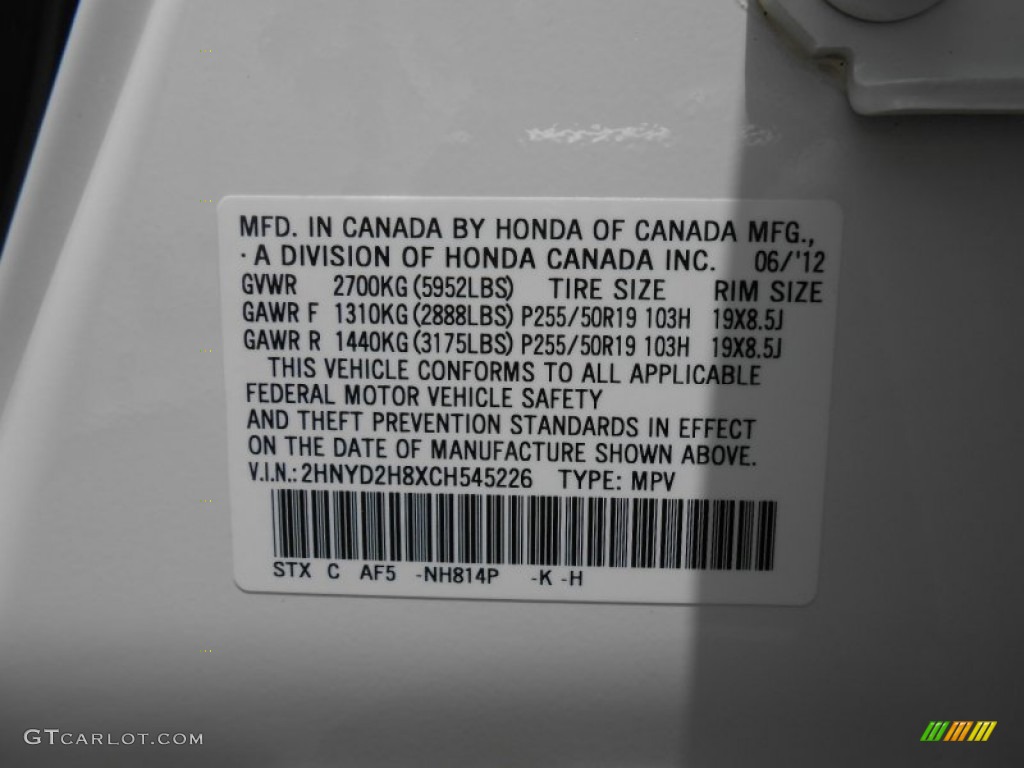 MFD. IN CANADA BY HONDA OF CANADA MFG.,
· A DIVISION OF HONDA CANADA INC. 06/'12
GVWR 2700KG (5952LBS) TIRE SIZE RIM SIZE
GAWR F 1310KG (2888LBS) P255/50R19 103H 19X8.5J
GAWR R 1440KG (3175LBS) P255/50R19 103H 19X8.5J
THIS VEHICLE CONFORMS TO ALL APPLICABLE
FEDERAL MOTOR VEHICLE SAFETY
AND THEFT PREVENTION STANDARDS IN EFFECT
ON THE DATE OF MANUFACTURE SHOWN ABOVE.
V.I.N.: 2HNYD2H8XCH545226 TYPE: MPV
STX C AF5 -NH814P -K -H
GTCARLOT.COM